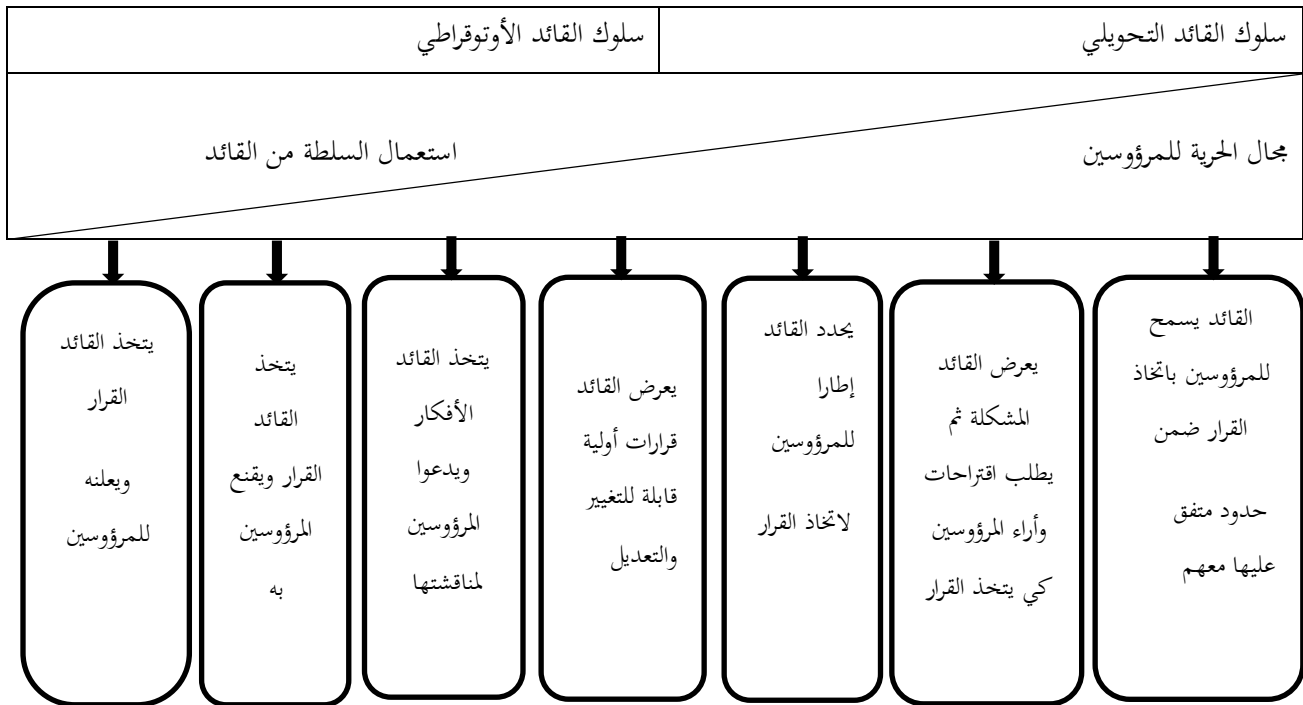 سلوك القائد التحويلي
سلوك القائد الأوتوقراطي
مجال الحرية للمرؤوسين
استعمال السلطة من القائد
القائد يسمح
للمرؤوسين باتخاذ
القرار ضمن
حدود متفق
عليها معهم
يعرض القائد
المشكلة ثم
يطلب اقتراحات
وأراء المرؤوسين
كي يتخذ القرار
يحدد القائد
إطارا
للمرؤوسين
لاتخاذ القرار
يعرض القائد
قرارات أولية
قابلة للتغيير
والتعديل
يتخذ القائد
الأفكار
ويدعوا
المرؤوسين
لمناقشتها
يتخذ
القائد
القرار ويقنع
المرؤوسين
به
يتخذ القائد
القرار
ويعلنه
للمرؤوسين